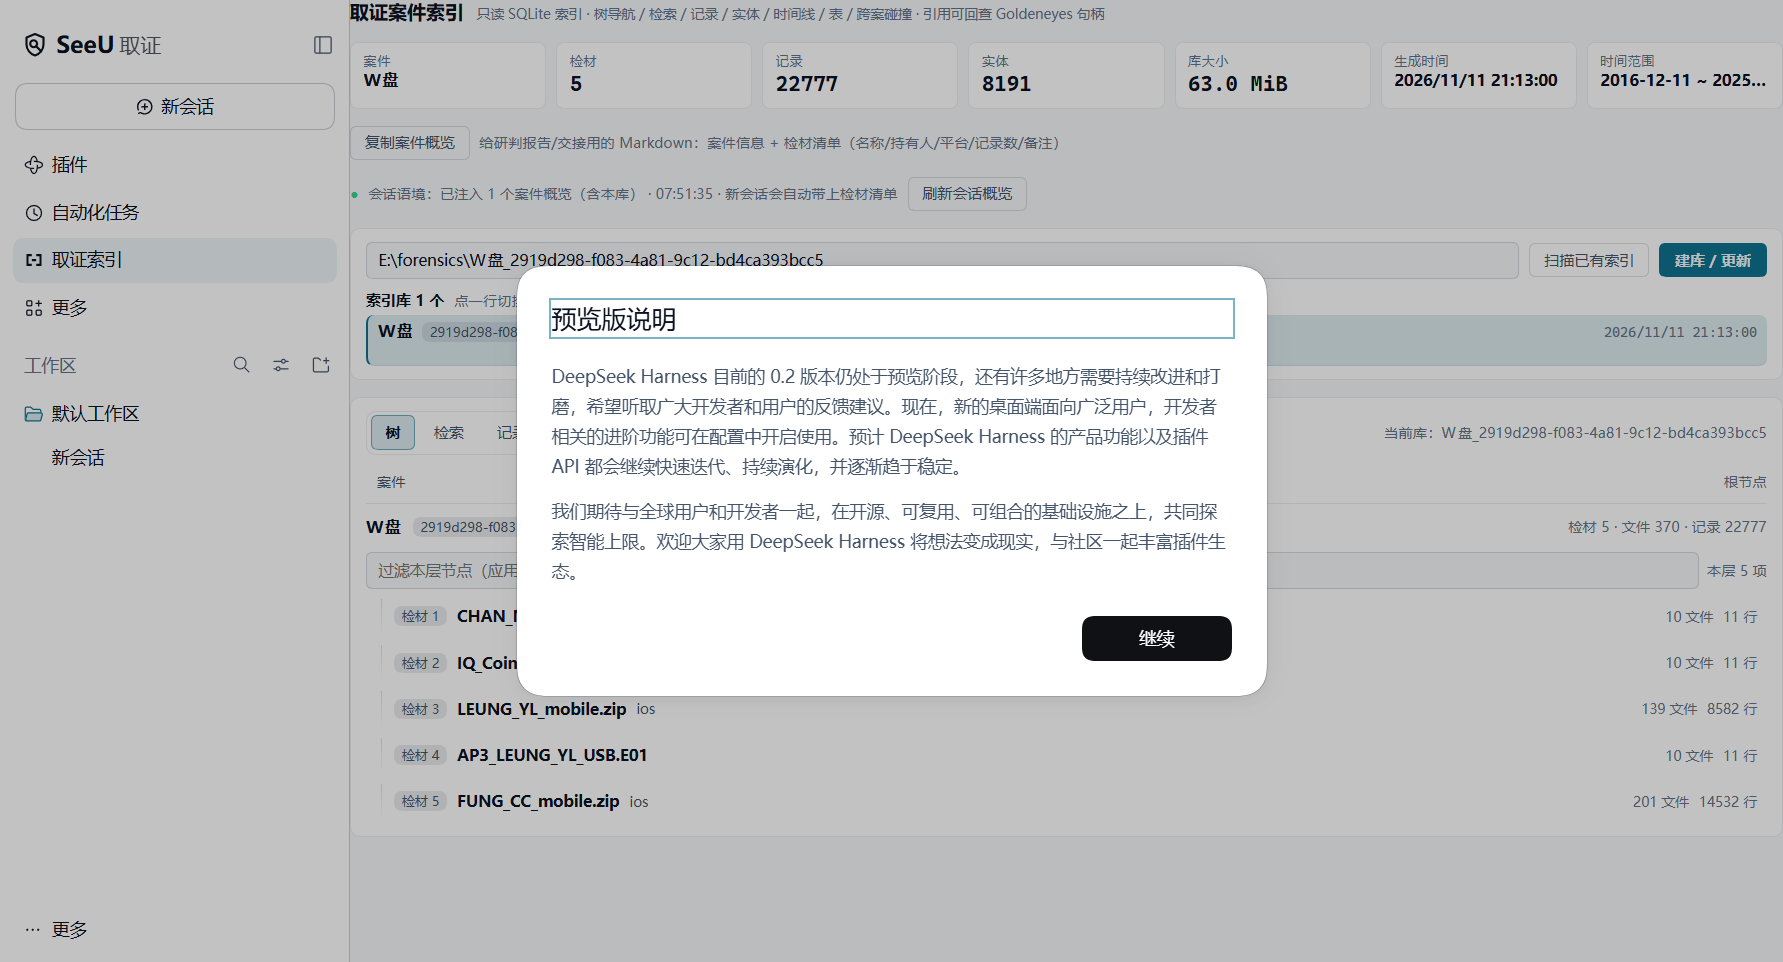 SeeU 取证
新会话
插件
自动化任务
取证索引
更多
工作区
默认工作区
新会话
更多
取证案件索引 只读 SQLite 索引 · 树导航 / 检索 / 记录 / 实体 / 时间线 / 表 / 跨案碰撞 · 引用可回查 Goldeneyes 句柄
案件
W盘
检材
5
记录
22777
实体
8191
库大小
63.0 MiB
生成时间
2026/11/11 21:13:00
时间范围
2016-12-11 ~ 2025...
复制案件概览 给研判报告/交接用的 Markdown：案件信息 + 检材清单（名称/持有人/平台/记录数/备注）
会话语境：已注入 1 个案件概览（含本库） · 07:51:35 · 新会话会自动带上检材清单 刷新会话概览
E:\forensics\W盘_2919d298-f083-4a81-9c12-bd4ca393bcc5 扫描已有索引 建库 / 更新
索引库 1 个 点一行切
W盘 2919d298-f08 2026/11/11 21:13:00
预览版说明
DeepSeek Harness 目前的 0.2 版本仍处于预览阶段，还有许多地方需要持续改进和打
磨，希望听取广大开发者和用户的反馈建议。现在，新的桌面端面向广泛用户，开发者
相关的进阶功能可在配置中开启使用。预计 DeepSeek Harness 的产品功能以及插件
API 都会继续快速迭代、持续演化，并逐渐趋于稳定。
我们期待与全球用户和开发者一起，在开源、可复用、可组合的基础设施之上，共同探
索智能上限。欢迎大家用 DeepSeek Harness 将想法变成现实，与社区一起丰富插件生
态。
继续
树 检索 记 当前库：W盘_2919d298-f083-4a81-9c12-bd4ca393bcc5
案件 根节点
W盘 2919d298-f083 检材 5 · 文件 370 · 记录 22777
过滤本层节点（应用 本层 5 项
检材 1 CHAN_ 10 文件 11 行
检材 2 IQ_Coin 10 文件 11 行
检材 3 LEUNG_YL_mobile.zip ios 139 文件 8582 行
检材 4 AP3_LEUNG_YL_USB.E01 10 文件 11 行
检材 5 FUNG_CC_mobile.zip ios 201 文件 14532 行